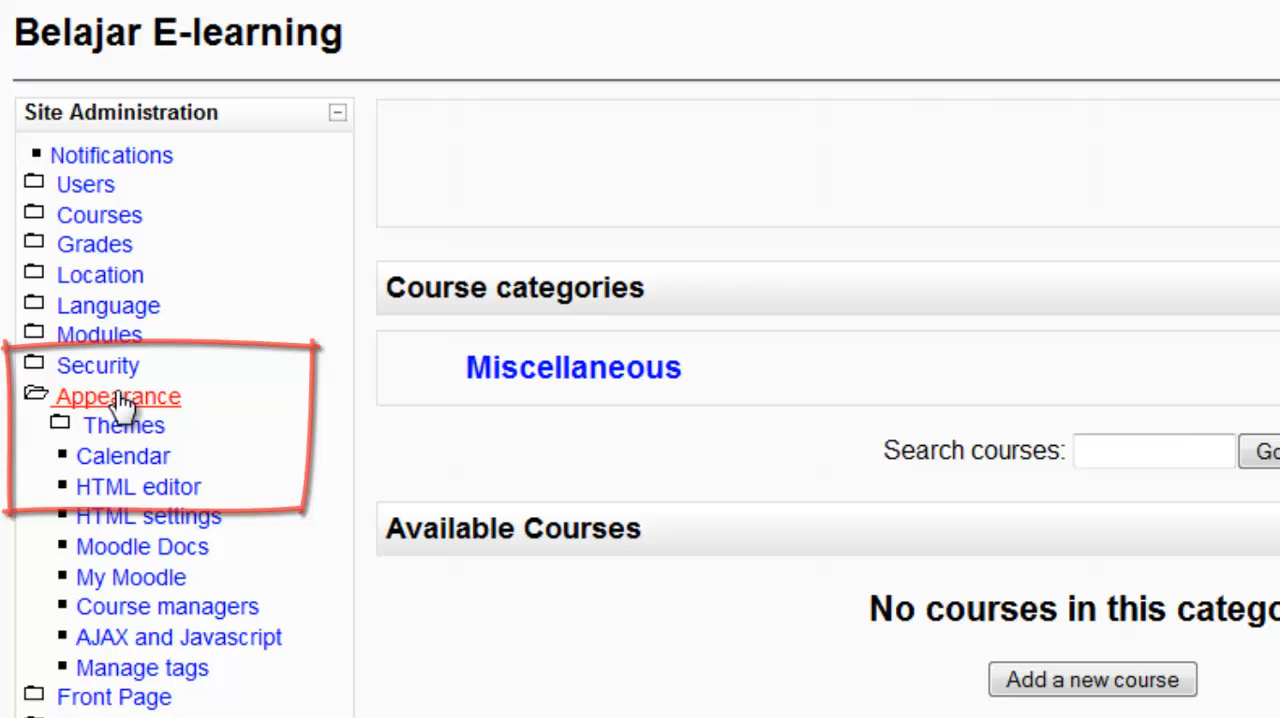 Belajar E-learning
Site Administration
Notifications
Users
Courses
Grades
Location
Language
Modules
Security
Appearance
Themes
Calendar
HTML editor
HTML settings
Moodle Docs
My Moodle
Course managers
AJAX and Javascript
Manage tags
Front Page
Course categories
Miscellaneous
Search courses:
Go
Available Courses
No courses in this catego
Add a new course